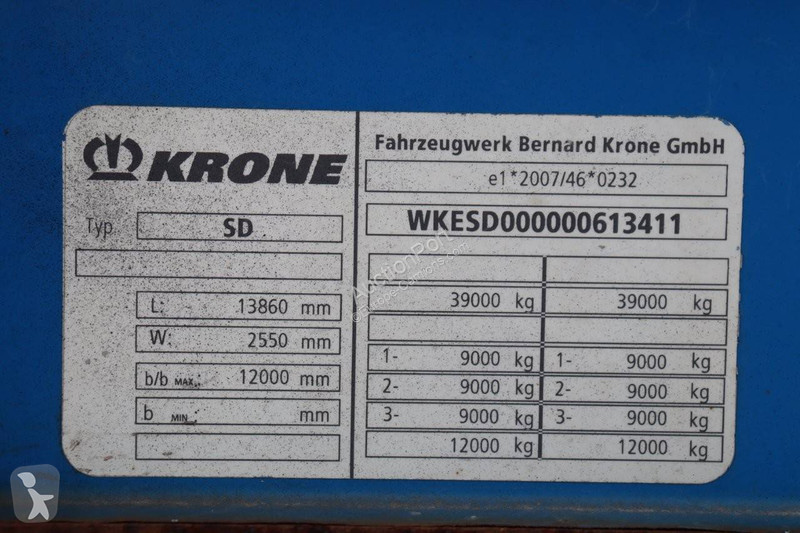 KRONE
Typ SD
L: 13860 mm
W: 2550 mm
b/b MAX.: 12000 mm
b MIN.: mm
Fahrzeugwerk Bernard Krone GmbH
e1*2007/46*0232
WKESD000000613411
39000 kg 39000 kg
1- 9000 kg 1- 9000 kg
2- 9000 kg 2- 9000 kg
3- 9000 kg 3- 9000 kg
12000 kg 12000 kg
AuctionPort